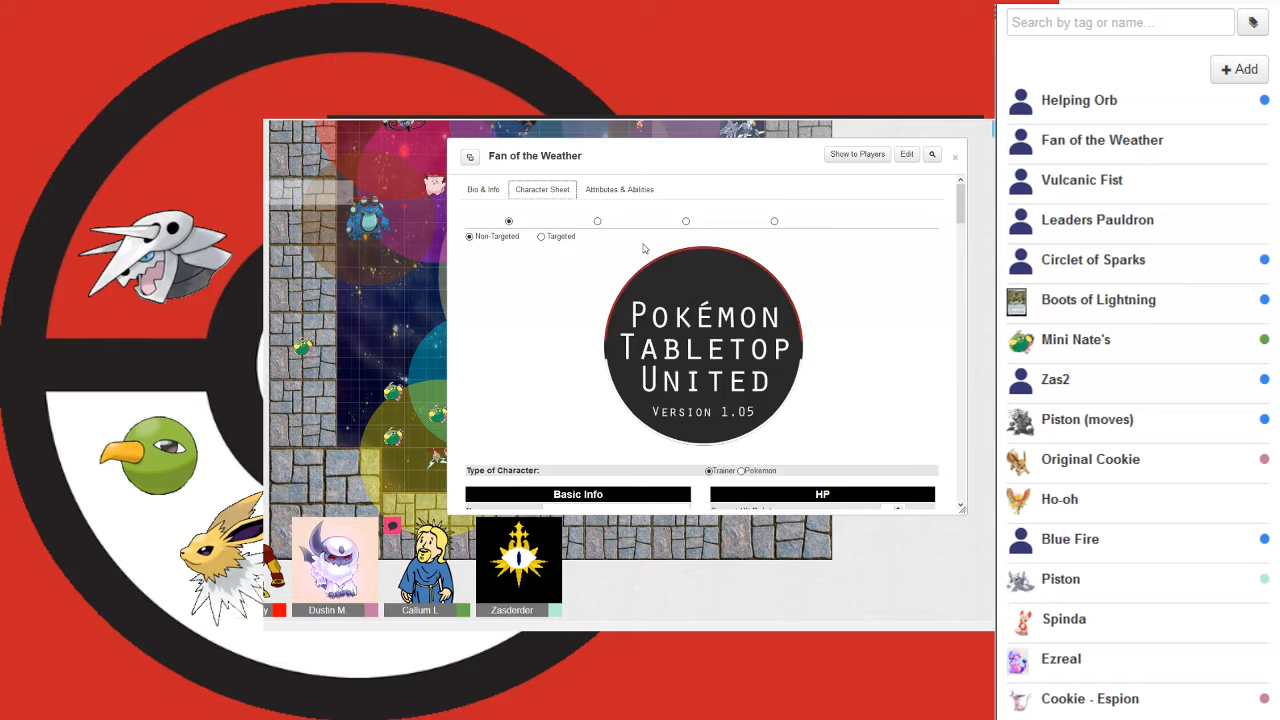 Search by tag or name...
+ Add
Helping Orb
Fan of the Weather
Vulcanic Fist
Leaders Pauldron
Circlet of Sparks
Boots of Lightning
Mini Nate's
Zas2
Piston (moves)
Original Cookie
Ho-oh
Blue Fire
Piston
Spinda
Ezreal
Cookie - Espion
Fan of the Weather
Show to Players
Edit
Bio & Info
Character Sheet
Attributes & Abilities
Non-Targeted
Targeted
POKÉMON
TABLETOP
UNITED
VERSION 1.05
Type of Character:
Trainer
Pokemon
Basic Info
HP
Dustin M.
Callum L
Zasderder